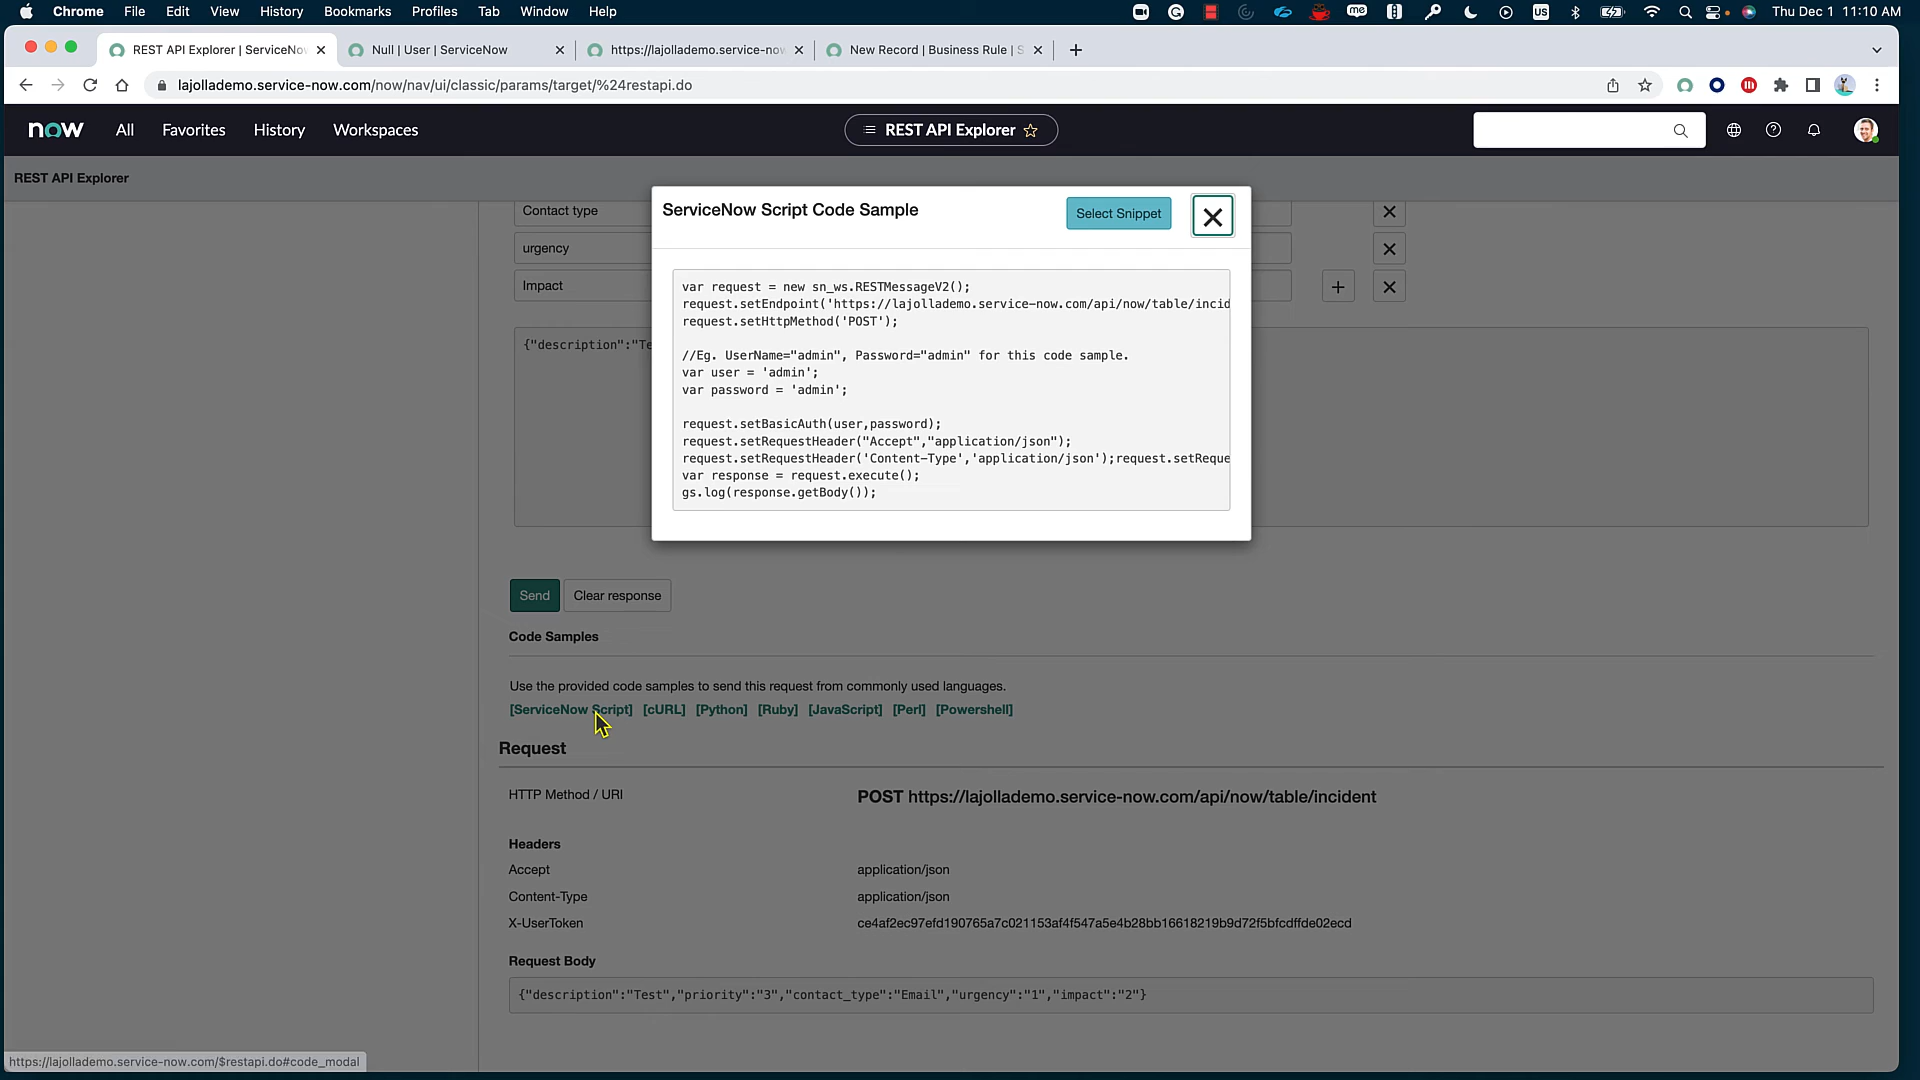 Chrome File Edit View History Bookmarks Profiles Tab Window Help me US Thu Dec 1 11:10 AM
REST API Explorer | ServiceNo Null | User | ServiceNow https://lajollademo.service-now New Record | Business Rule | S
lajollademo.service-now.com/now/nav/ui/classic/params/target/%24restapi.do
now All Favorites History Workspaces REST API Explorer
REST API Explorer
Contact type
urgency
Impact
{"description":"Te
ServiceNow Script Code Sample Select Snippet
var request = new sn_ws.RESTMessageV2();
request.setEndpoint('https://lajollademo.service-now.com/api/now/table/incid
request.setHttpMethod('POST');
//Eg. UserName="admin", Password="admin" for this code sample.
var user = 'admin';
var password = 'admin';
request.setBasicAuth(user,password);
request.setRequestHeader("Accept","application/json");
request.setRequestHeader('Content-Type','application/json');request.setReque
var response = request.execute();
gs.log(response.getBody());
Send Clear response
Code Samples
Use the provided code samples to send this request from commonly used languages.
[ServiceNow Script] [cURL] [Python] [Ruby] [JavaScript] [Perl] [Powershell]
Request
HTTP Method / URI POST https://lajollademo.service-now.com/api/now/table/incident
Headers
Accept application/json
Content-Type application/json
X-UserToken ce4af2ec97efd190765a7c021153af4f547a5e4b28bb16618219b9d72f5bfcdffde02ecd
Request Body
{"description":"Test","priority":"3","contact_type":"Email","urgency":"1","impact":"2"}
https://lajollademo.service-now.com/$restapi.do#code_modal